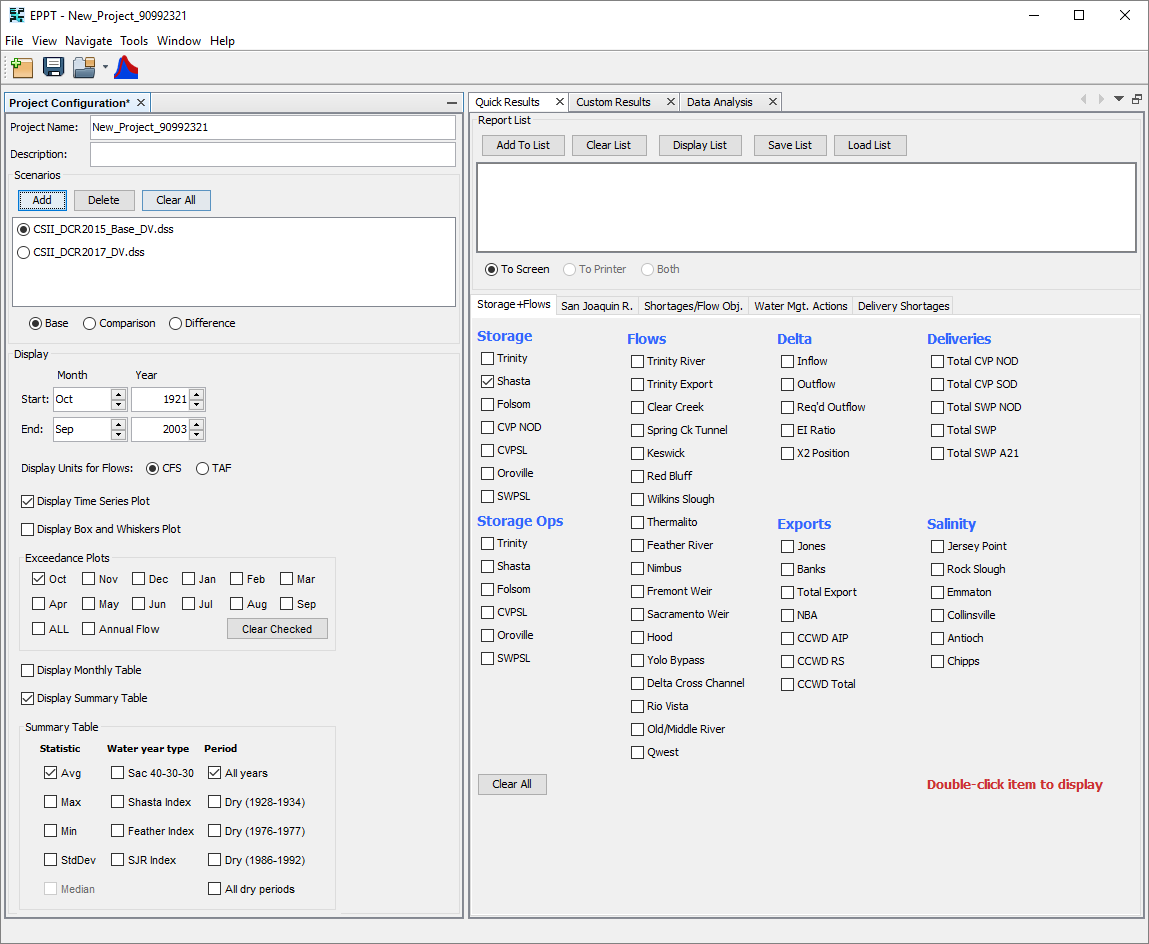 EPPT - New_Project_90992321
File View Navigate Tools Window Help
Project Configuration*
Project Name: New_Project_90992321
Description:
Scenarios
Add Delete Clear All
CSII_DCR2015_Base_DV.dss
CSII_DCR2017_DV.dss
Base Comparison Difference
Display
Month Year
Start: Oct 1921
End: Sep 2003
Display Units for Flows: CFS TAF
Display Time Series Plot
Display Box and Whiskers Plot
Exceedance Plots
Oct Nov Dec Jan Feb Mar
Apr May Jun Jul Aug Sep
ALL Annual Flow Clear Checked
Display Monthly Table
Display Summary Table
Summary Table
Statistic Water year type Period
Avg Sac 40-30-30 All years
Max Shasta Index Dry (1928-1934)
Min Feather Index Dry (1976-1977)
StdDev SJR Index Dry (1986-1992)
Median All dry periods
Quick Results Custom Results Data Analysis
Report List
Add To List Clear List Display List Save List Load List
To Screen To Printer Both
Storage+Flows San Joaquin R. Shortages/Flow Obj. Water Mgt. Actions Delivery Shortages
Storage
Trinity
Shasta
Folsom
CVP NOD
CVPSL
Oroville
SWPSL
Storage Ops
Trinity
Shasta
Folsom
CVPSL
Oroville
SWPSL
Flows
Trinity River
Trinity Export
Clear Creek
Spring Ck Tunnel
Keswick
Red Bluff
Wilkins Slough
Thermalito
Feather River
Nimbus
Fremont Weir
Sacramento Weir
Hood
Yolo Bypass
Delta Cross Channel
Rio Vista
Old/Middle River
Qwest
Delta
Inflow
Outflow
Req'd Outflow
EI Ratio
X2 Position
Exports
Jones
Banks
Total Export
NBA
CCWD AIP
CCWD RS
CCWD Total
Deliveries
Total CVP NOD
Total CVP SOD
Total SWP NOD
Total SWP
Total SWP A21
Salinity
Jersey Point
Rock Slough
Emmaton
Collinsville
Antioch
Chipps
Clear All
Double-click item to display